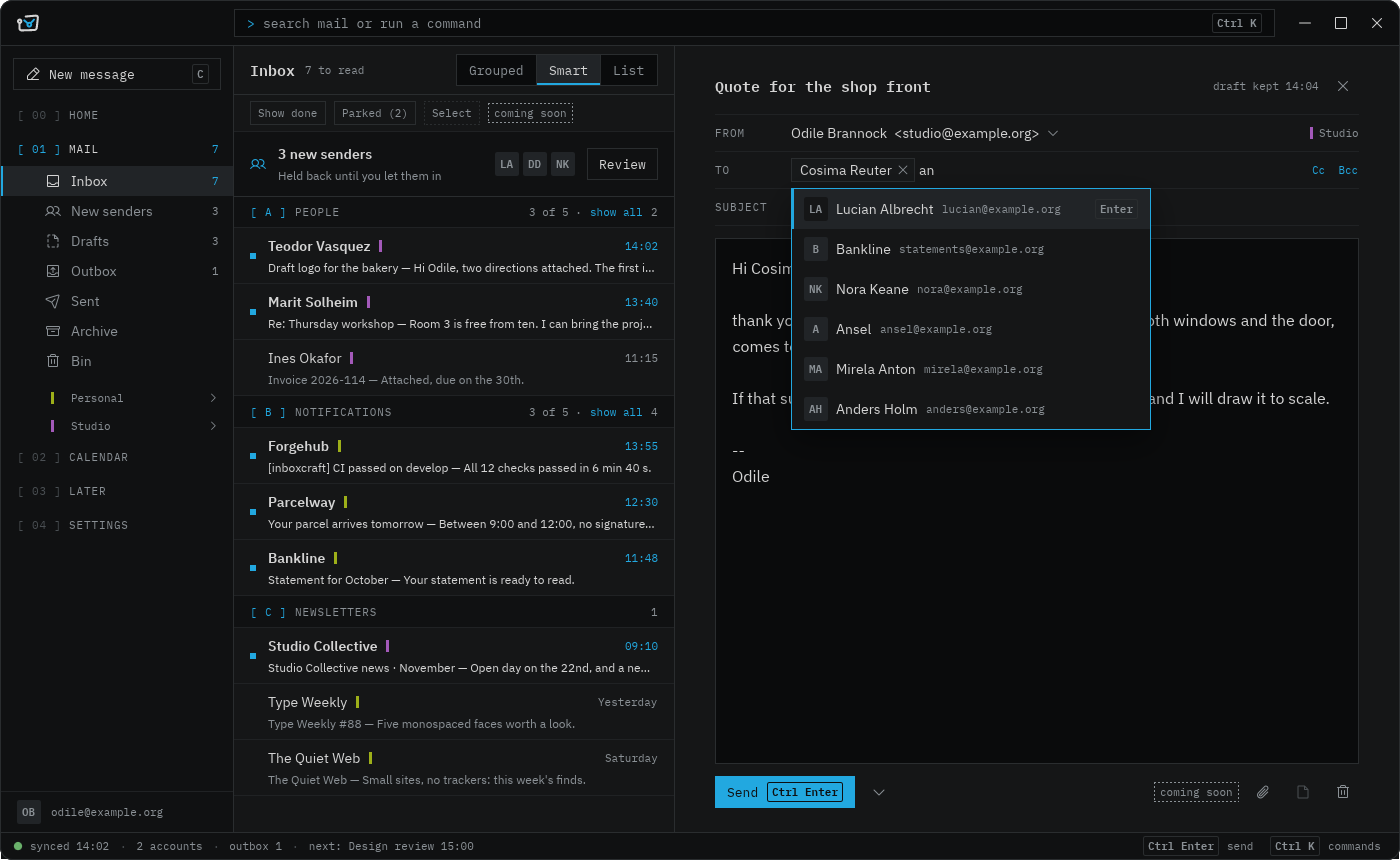 > search mail or run a command Ctrl K
New message C
[ 00 ] HOME
[ 01 ] MAIL 7
Inbox 7
New senders 3
Drafts 3
Outbox 1
Sent
Archive
Bin
Personal
Studio
[ 02 ] CALENDAR
[ 03 ] LATER
[ 04 ] SETTINGS
OB odile@example.org
Inbox 7 to read Grouped Smart List
Show done Parked (2) Select coming soon
3 new senders
Held back until you let them in
LA DD NK Review
[ A ] PEOPLE 3 of 5 · show all 2
Teodor Vasquez 14:02
Draft logo for the bakery — Hi Odile, two directions attached. The first i…
Marit Solheim 13:40
Re: Thursday workshop — Room 3 is free from ten. I can bring the proj…
Ines Okafor 11:15
Invoice 2026-114 — Attached, due on the 30th.
[ B ] NOTIFICATIONS 3 of 5 · show all 4
Forgehub 13:55
[inboxcraft] CI passed on develop — All 12 checks passed in 6 min 40 s.
Parcelway 12:30
Your parcel arrives tomorrow — Between 9:00 and 12:00, no signature…
Bankline 11:48
Statement for October — Your statement is ready to read.
[ C ] NEWSLETTERS 1
Studio Collective 09:10
Studio Collective news · November — Open day on the 22nd, and a ne…
Type Weekly Yesterday
Type Weekly #88 — Five monospaced faces worth a look.
The Quiet Web Saturday
The Quiet Web — Small sites, no trackers: this week's finds.
Quote for the shop front draft kept 14:04
FROM Odile Brannock <studio@example.org> Studio
TO Cosima Reuter an Cc Bcc
SUBJECT
LA Lucian Albrecht lucian@example.org Enter
B Bankline statements@example.org
NK Nora Keane nora@example.org
A Ansel ansel@example.org
MA Mirela Anton mirela@example.org
AH Anders Holm anders@example.org
Hi Cosim
thank yo oth windows and the door,
comes t
If that su and I will draw it to scale.
--
Odile
Send Ctrl Enter coming soon
synced 14:02 · 2 accounts · outbox 1 · next: Design review 15:00
Ctrl Enter send Ctrl K commands